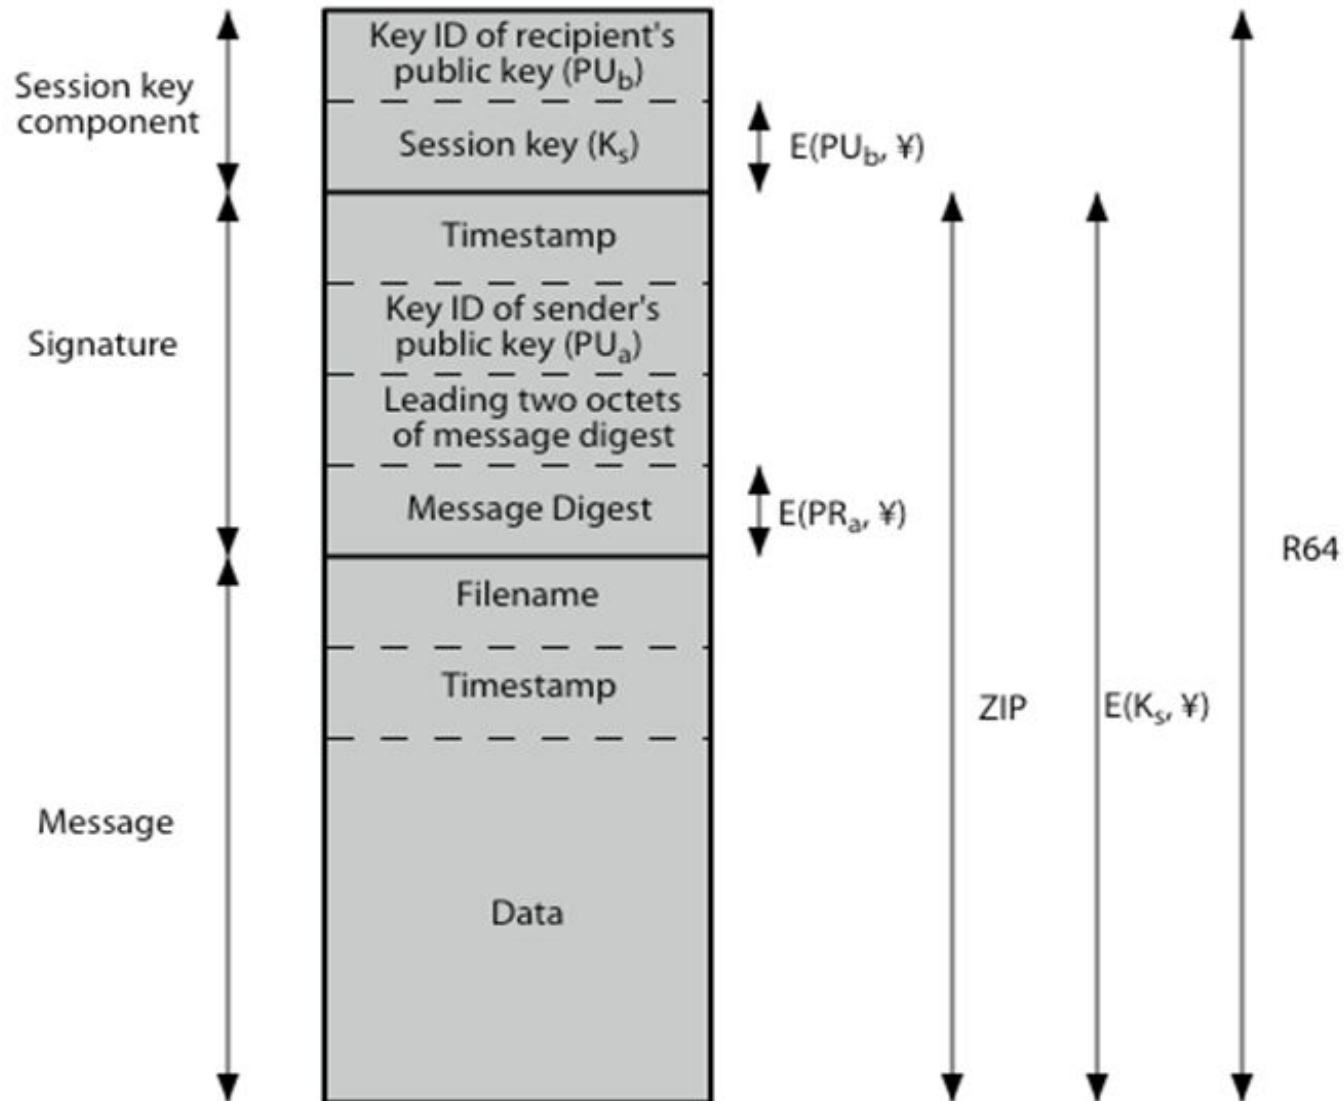 Key ID of recipient's
public key (PUb)
Session key
component
Session key (Ks)
E(PUb, ¥)
Timestamp
Key ID of sender's
public key (PUa)
Signature
Leading two octets
of message digest
Message Digest
E(PRa, ¥)
R64
Filename
Timestamp
ZIP
E(Ks, ¥)
Message
Data